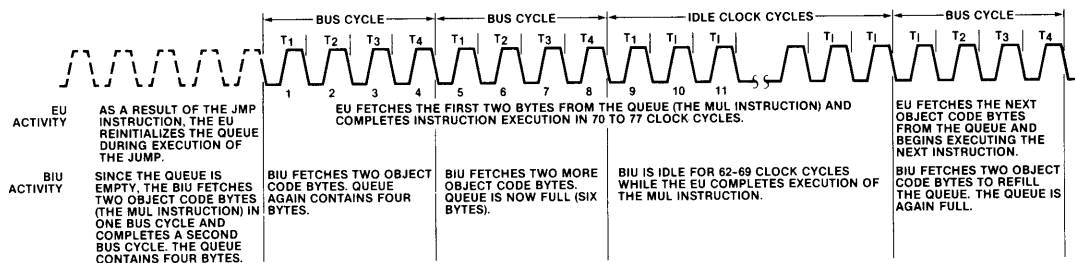 BUS CYCLE BUS CYCLE IDLE CLOCK CYCLES BUS CYCLE
T1 T2 T3 T4 T1 T2 T3 T4 T1 TI TI TI TI TI T2 T3 T4
1 2 3 4 5 6 7 8 9 10 11
EU
ACTIVITY
AS A RESULT OF THE JMP
INSTRUCTION, THE EU
REINITIALIZES THE QUEUE
DURING EXECUTION OF
THE JUMP.
EU FETCHES THE FIRST TWO BYTES FROM THE QUEUE (THE MUL INSTRUCTION) AND
COMPLETES INSTRUCTION EXECUTION IN 70 TO 77 CLOCK CYCLES.
EU FETCHES THE NEXT
OBJECT CODE BYTES
FROM THE QUEUE AND
BEGINS EXECUTING THE
NEXT INSTRUCTION.
BIU
ACTIVITY
SINCE THE QUEUE IS
EMPTY, THE BIU FETCHES
TWO OBJECT CODE BYTES
(THE MUL INSTRUCTION) IN
ONE BUS CYCLE AND
COMPLETES A SECOND
BUS CYCLE. THE QUEUE
CONTAINS FOUR BYTES.
BIU FETCHES TWO OBJECT
CODE BYTES. QUEUE
AGAIN CONTAINS FOUR
BYTES.
BIU FETCHES TWO MORE
OBJECT CODE BYTES.
QUEUE IS NOW FULL (SIX
BYTES).
BIU IS IDLE FOR 62-69 CLOCK CYCLES
WHILE THE EU COMPLETES EXECUTION OF
THE MUL INSTRUCTION.
BIU FETCHES TWO OBJECT
CODE BYTES TO REFILL
THE QUEUE. THE QUEUE IS
AGAIN FULL.